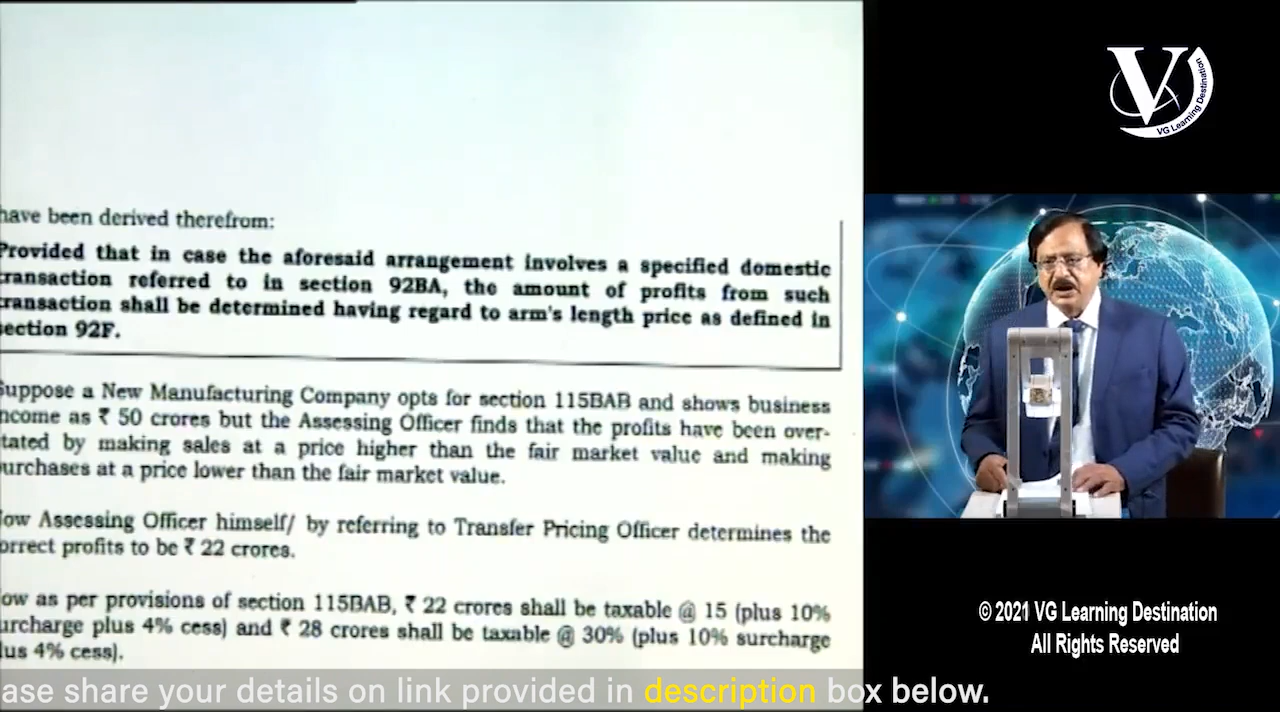 have been derived therefrom:
Provided that in case the aforesaid arrangement involves a specified domestic
transaction referred to in section 92BA, the amount of profits from such
transaction shall be determined having regard to arm's length price as defined in
section 92F.
Suppose a New Manufacturing Company opts for section 115BAB and shows business
ncome as ₹ 50 crores but the Assessing Officer finds that the profits have been over-
tated by making sales at a price higher than the fair market value and making
urchases at a price lower than the fair market value.
ow Assessing Officer himself/ by referring to Transfer Pricing Officer determines the
orrect profits to be ₹ 22 crores.
ow as per provisions of section 115BAB, ₹ 22 crores shall be taxable @ 15 (plus 10%
urcharge plus 4% cess) and ₹ 28 crores shall be taxable @ 30% (plus 10% surcharge
lus 4% cess).
V
VG Learning Destination
© 2021 VG Learning Destination
All Rights Reserved
ase share your details on link provided in description box below.